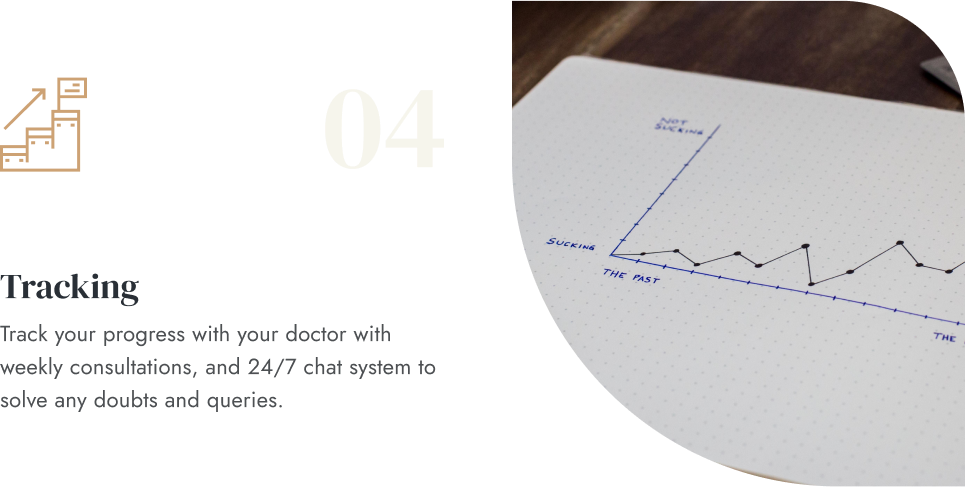 04
Tracking
Track your progress with your doctor with
weekly consultations, and 24/7 chat system to
solve any doubts and queries.
NOT
SUCKING
SUCKING
THE PAST
THE